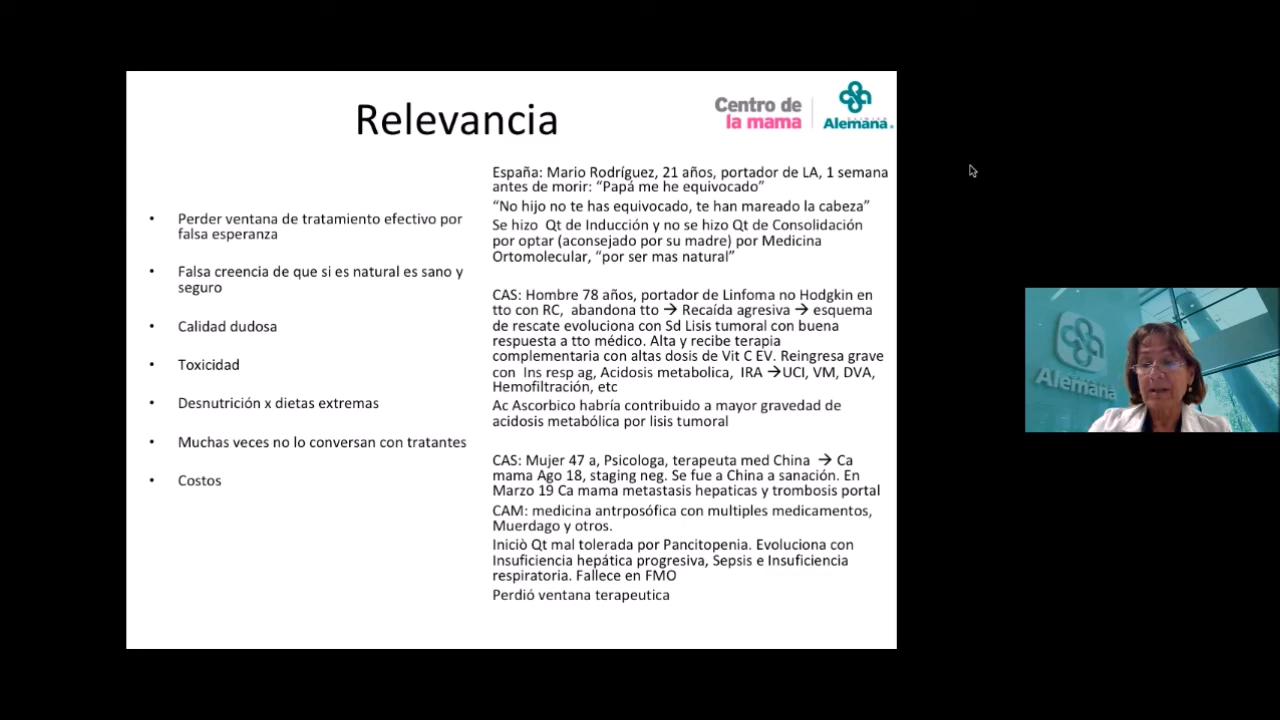 Relevancia
Centro de
la mama
CLINICA
Alemana
• Perder ventana de tratamiento efectivo por
falsa esperanza
• Falsa creencia de que si es natural es sano y
seguro
• Calidad dudosa
• Toxicidad
• Desnutrición x dietas extremas
• Muchas veces no lo conversan con tratantes
• Costos
España: Mario Rodríguez, 21 años, portador de LA, 1 semana
antes de morir: “Papá me he equivocado”
“No hijo no te has equivocado, te han mareado la cabeza”
Se hizo Qt de Inducción y no se hizo Qt de Consolidación
por optar (aconsejado por su madre) por Medicina
Ortomolecular, “por ser mas natural”
CAS: Hombre 78 años, portador de Linfoma no Hodgkin en
tto con RC, abandona tto → Recaída agresiva → esquema
de rescate evoluciona con Sd Lisis tumoral con buena
respuesta a tto médico. Alta y recibe terapia
complementaria con altas dosis de Vit C EV. Reingresa grave
con Ins resp ag, Acidosis metabolica, IRA →UCI, VM, DVA,
Hemofiltración, etc
Ac Ascorbico habría contribuido a mayor gravedad de
acidosis metabólica por lisis tumoral
CAS: Mujer 47 a, Psicologa, terapeuta med China → Ca
mama Ago 18, staging neg. Se fue a China a sanación. En
Marzo 19 Ca mama metastasis hepaticas y trombosis portal
CAM: medicina antrposófica con multiples medicamentos,
Muerdago y otros.
Iniciò Qt mal tolerada por Pancitopenia. Evoluciona con
Insuficiencia hepática progresiva, Sepsis e Insuficiencia
respiratoria. Fallece en FMO
Perdió ventana terapeutica
Alemana